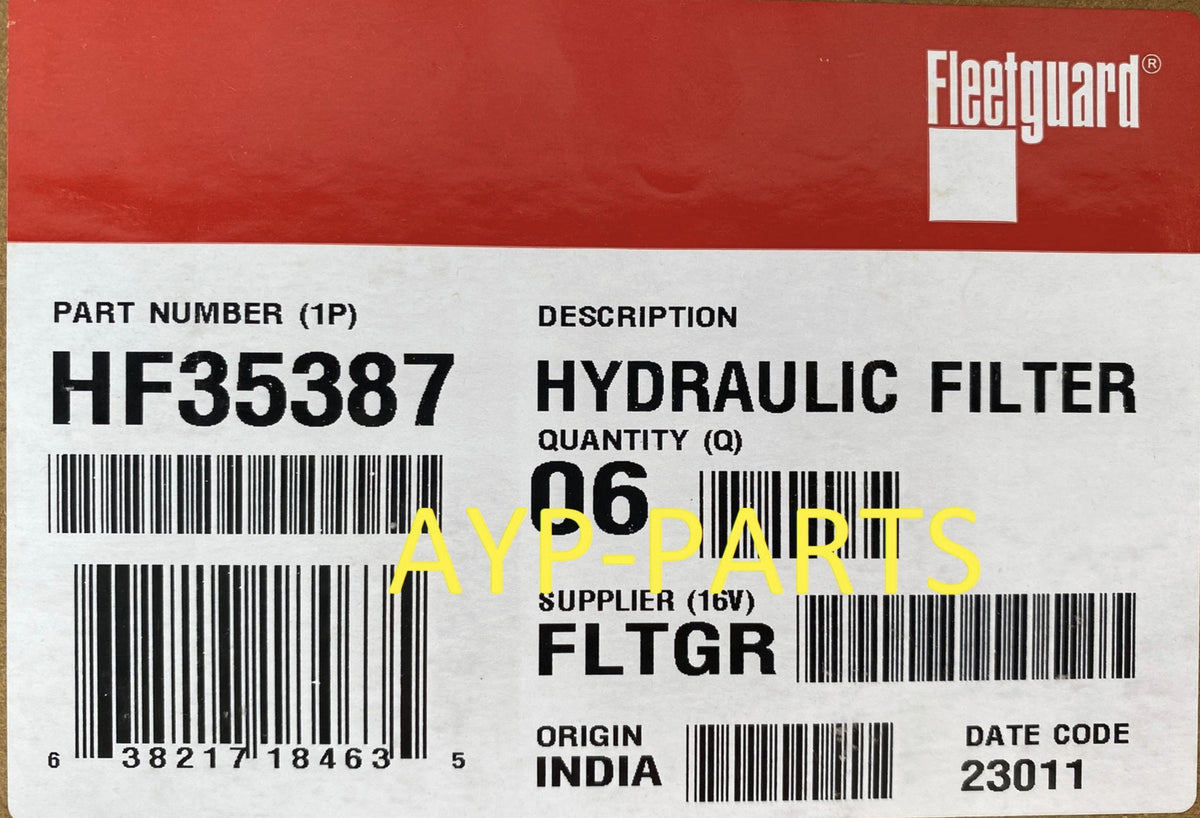 Fleetguard®
PART NUMBER (1P)
HF35387
DESCRIPTION
HYDRAULIC FILTER
QUANTITY (Q)
06
AYP-PARTS
SUPPLIER (16V)
FLTGR
6 38217 18463 5
ORIGIN
INDIA
DATE CODE
23011